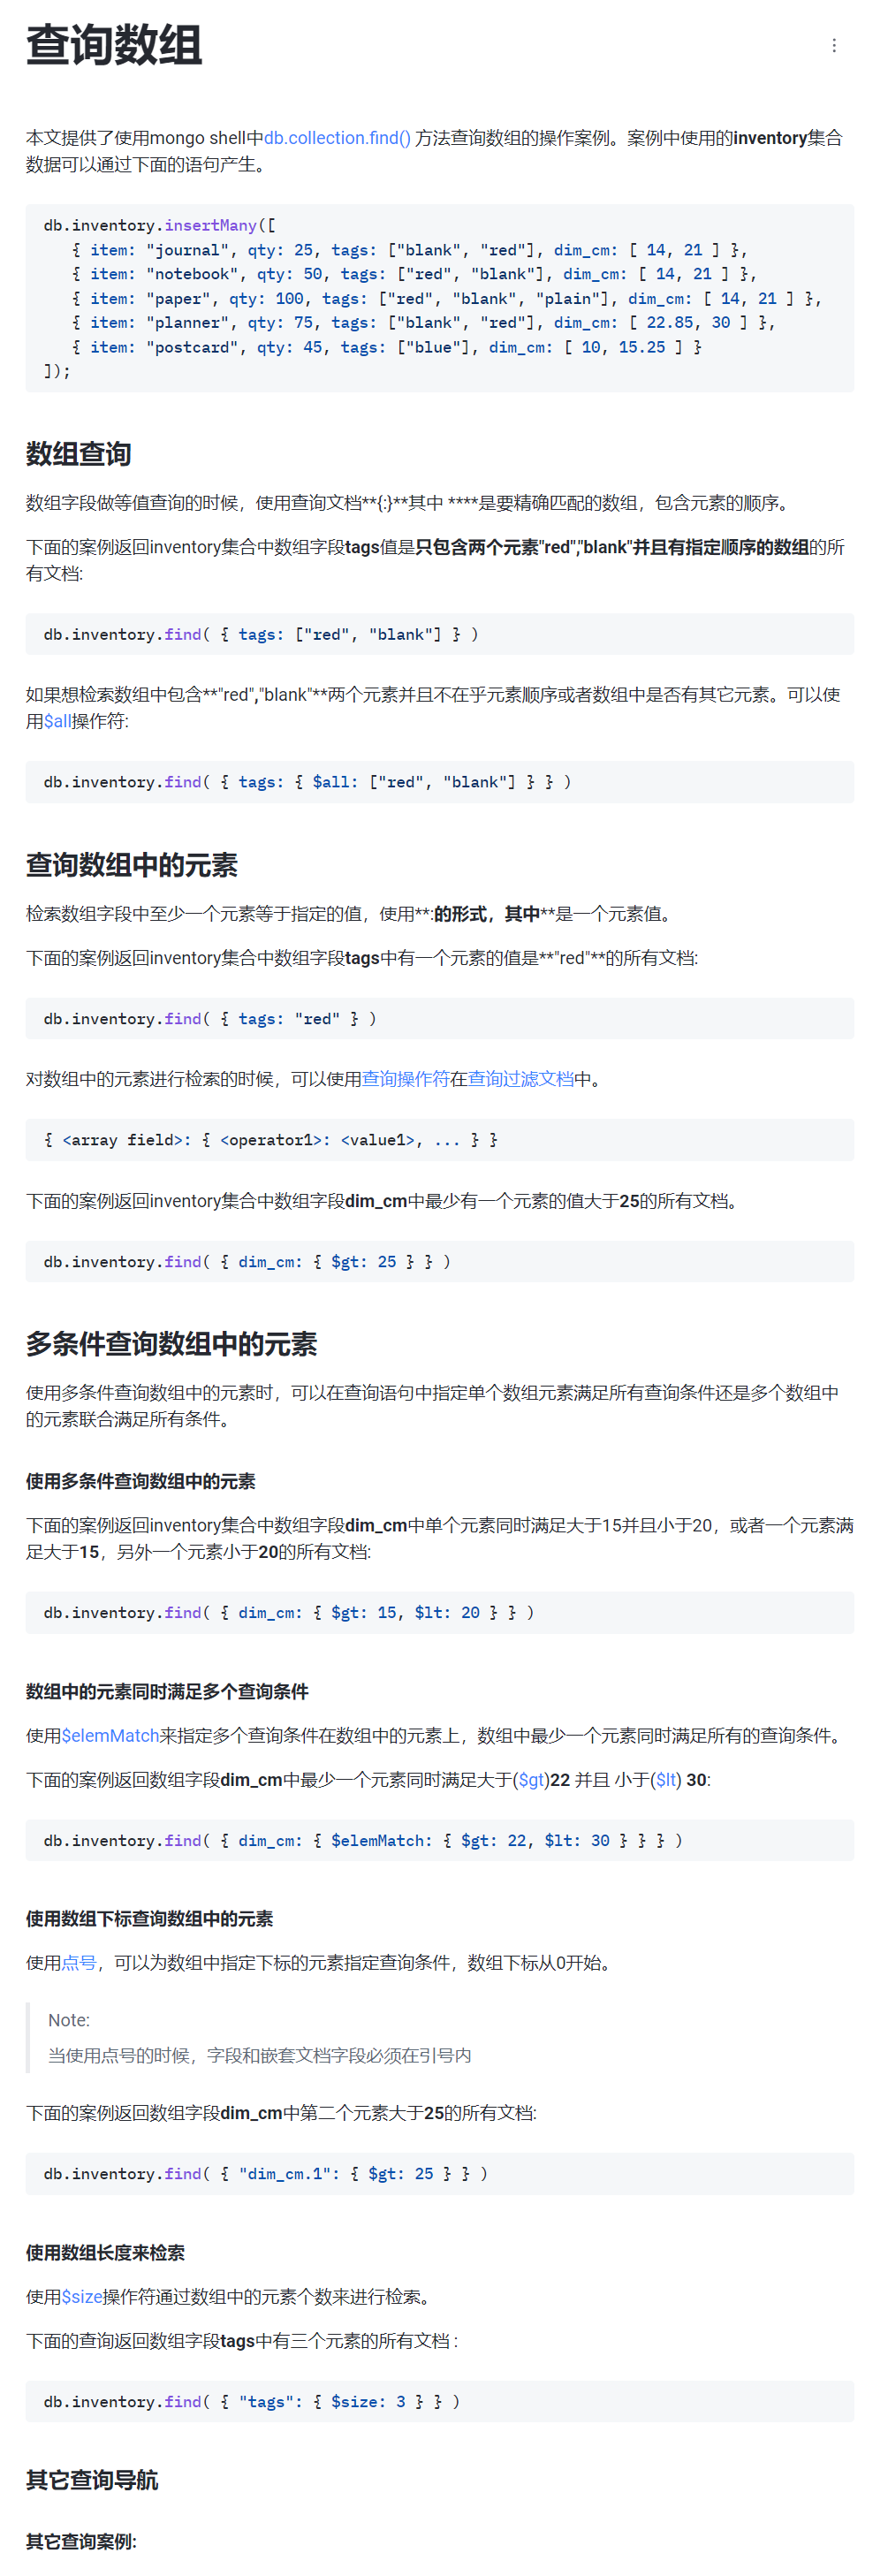 查询数组
本文提供了使用mongo shell中db.collection.find() 方法查询数组的操作案例。案例中使用的inventory集合
数据可以通过下面的语句产生。
db.inventory.insertMany([
   { item: "journal", qty: 25, tags: ["blank", "red"], dim_cm: [ 14, 21 ] },
   { item: "notebook", qty: 50, tags: ["red", "blank"], dim_cm: [ 14, 21 ] },
   { item: "paper", qty: 100, tags: ["red", "blank", "plain"], dim_cm: [ 14, 21 ] },
   { item: "planner", qty: 75, tags: ["blank", "red"], dim_cm: [ 22.85, 30 ] },
   { item: "postcard", qty: 45, tags: ["blue"], dim_cm: [ 10, 15.25 ] }
]);
数组查询
数组字段做等值查询的时候，使用查询文档**{:}**其中 ****是要精确匹配的数组，包含元素的顺序。
下面的案例返回inventory集合中数组字段tags值是只包含两个元素"red","blank"并且有指定顺序的数组的所
有文档:
db.inventory.find( { tags: ["red", "blank"] } )
如果想检索数组中包含**"red","blank"**两个元素并且不在乎元素顺序或者数组中是否有其它元素。可以使
用$all操作符:
db.inventory.find( { tags: { $all: ["red", "blank"] } } )
查询数组中的元素
检索数组字段中至少一个元素等于指定的值，使用**:的形式，其中**是一个元素值。
下面的案例返回inventory集合中数组字段tags中有一个元素的值是**"red"**的所有文档:
db.inventory.find( { tags: "red" } )
对数组中的元素进行检索的时候，可以使用查询操作符在查询过滤文档中。
{ <array field>: { <operator1>: <value1>, ... } }
下面的案例返回inventory集合中数组字段dim_cm中最少有一个元素的值大于25的所有文档。
db.inventory.find( { dim_cm: { $gt: 25 } } )
多条件查询数组中的元素
使用多条件查询数组中的元素时，可以在查询语句中指定单个数组元素满足所有查询条件还是多个数组中
的元素联合满足所有条件。
使用多条件查询数组中的元素
下面的案例返回inventory集合中数组字段dim_cm中单个元素同时满足大于15并且小于20，或者一个元素满
足大于15，另外一个元素小于20的所有文档:
db.inventory.find( { dim_cm: { $gt: 15, $lt: 20 } } )
数组中的元素同时满足多个查询条件
使用$elemMatch来指定多个查询条件在数组中的元素上，数组中最少一个元素同时满足所有的查询条件。
下面的案例返回数组字段dim_cm中最少一个元素同时满足大于($gt)22 并且 小于($lt) 30:
db.inventory.find( { dim_cm: { $elemMatch: { $gt: 22, $lt: 30 } } } )
使用数组下标查询数组中的元素
使用点号，可以为数组中指定下标的元素指定查询条件，数组下标从0开始。
Note:
当使用点号的时候，字段和嵌套文档字段必须在引号内
下面的案例返回数组字段dim_cm中第二个元素大于25的所有文档:
db.inventory.find( { "dim_cm.1": { $gt: 25 } } )
使用数组长度来检索
使用$size操作符通过数组中的元素个数来进行检索。
下面的查询返回数组字段tags中有三个元素的所有文档 :
db.inventory.find( { "tags": { $size: 3 } } )
其它查询导航
其它查询案例: